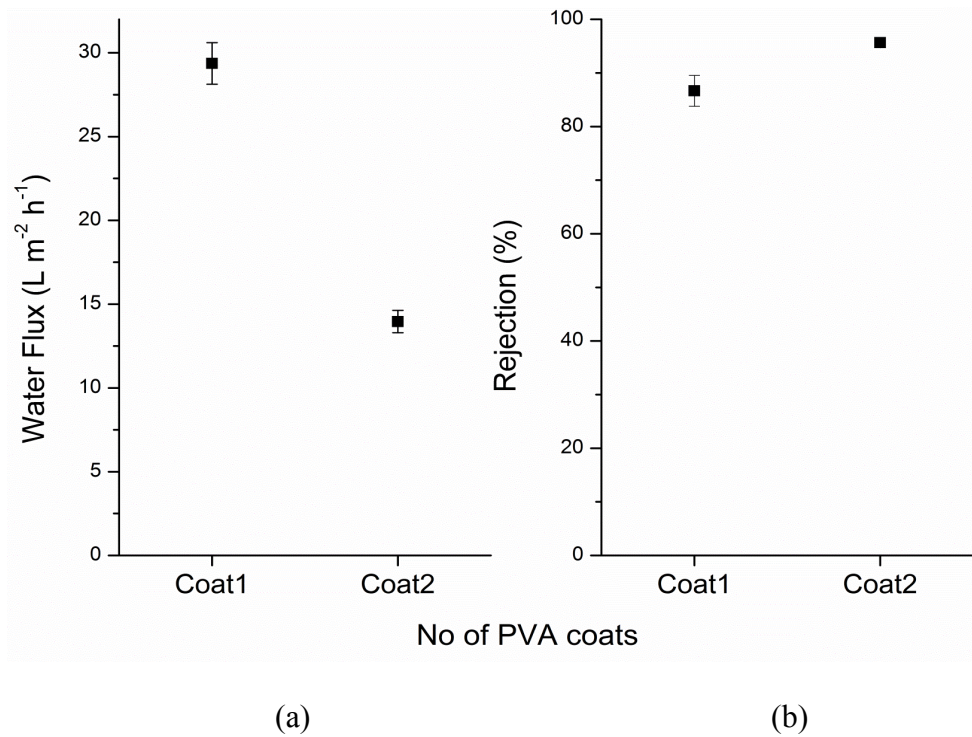 Water Flux (L m-2 h-1)
30
25
20
15
10
5
0
Coat1
Coat2
Rejection (%)
100
80
60
40
20
0
Coat1
Coat2
No of PVA coats
(a)
(b)